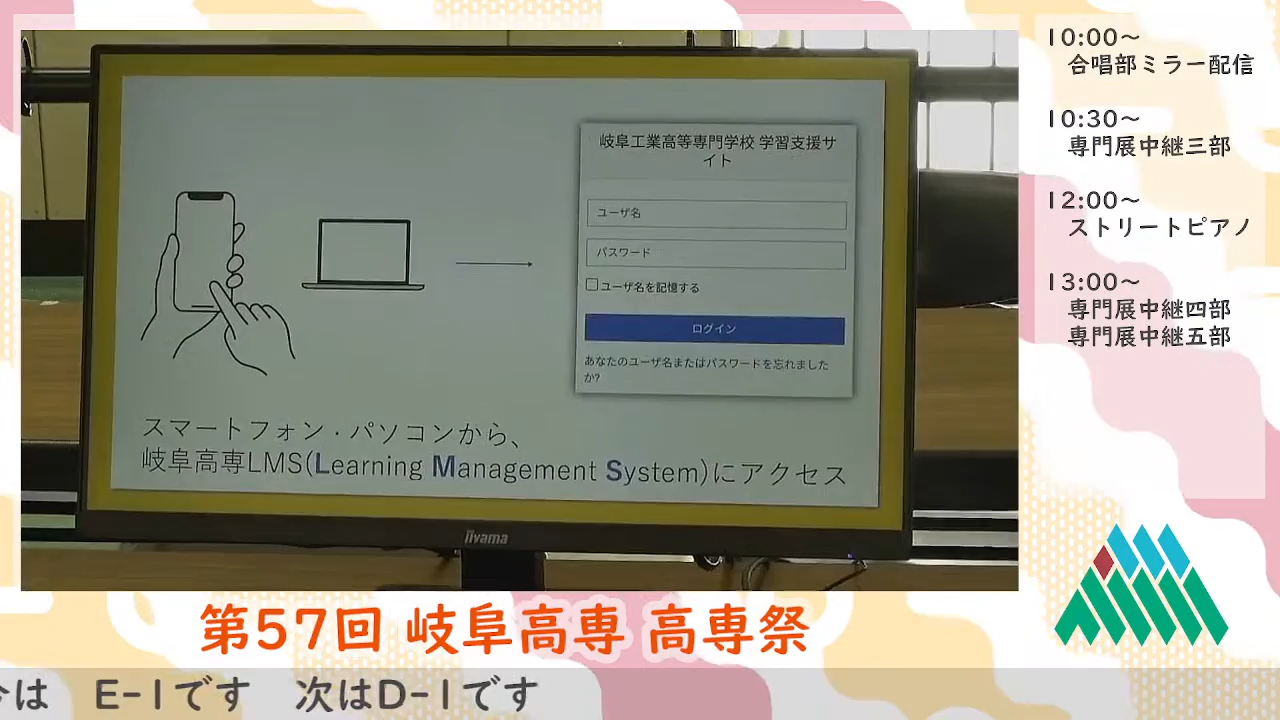 岐阜工業高等専門学校 学習支援サ
イト
ユーザ名
パスワード
ユーザ名を記憶する
ログイン
あなたのユーザ名またはパスワードを忘れました
か?
スマートフォン・パソコンから、
岐阜高専LMS(Learning Management System)にアクセス
iiyama
10:00～
合唱部ミラー配信
10:30～
専門展中継三部
12:00～
ストリートピアノ
13:00～
専門展中継四部
専門展中継五部
第57回 岐阜高専 高専祭
今は E-1です 次はD-1です